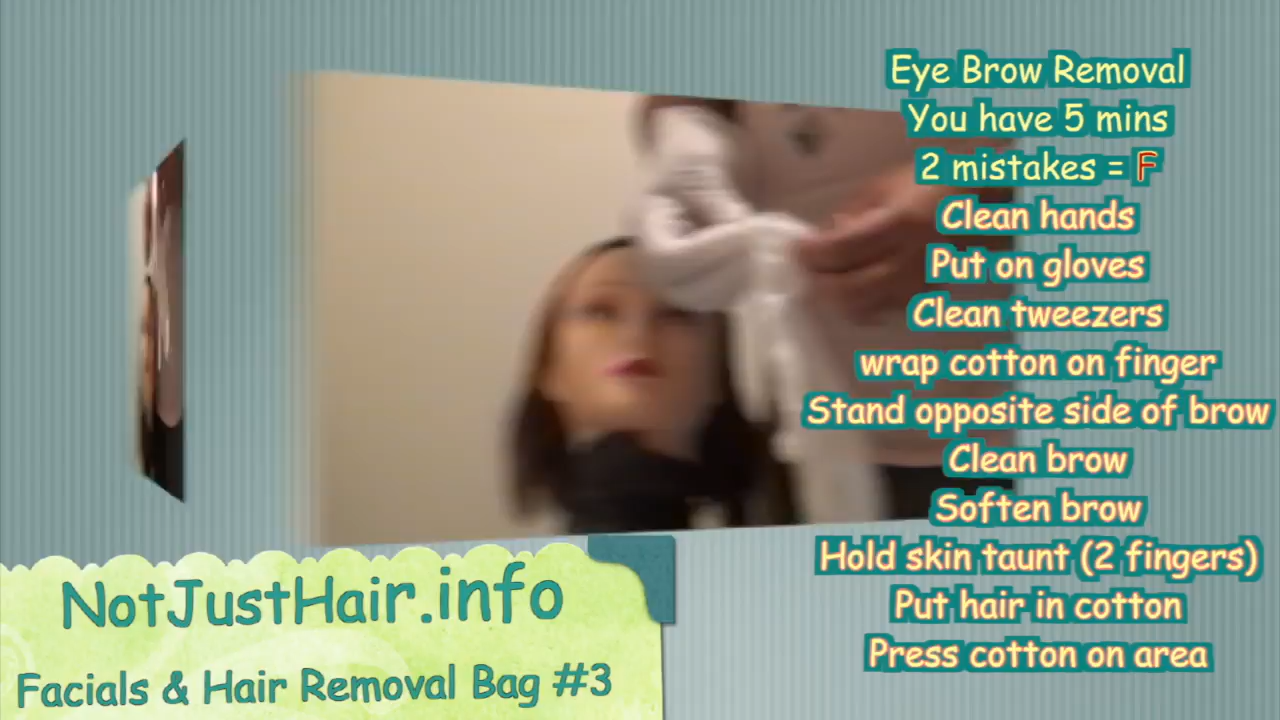 Eye Brow Removal
You have 5 mins
2 mistakes = F
Clean hands
Put on gloves
Clean tweezers
wrap cotton on finger
Stand opposite side of brow
Clean brow
Soften brow
Hold skin taunt (2 fingers)
Put hair in cotton
Press cotton on area
NotJustHair.info
Facials & Hair Removal Bag #3